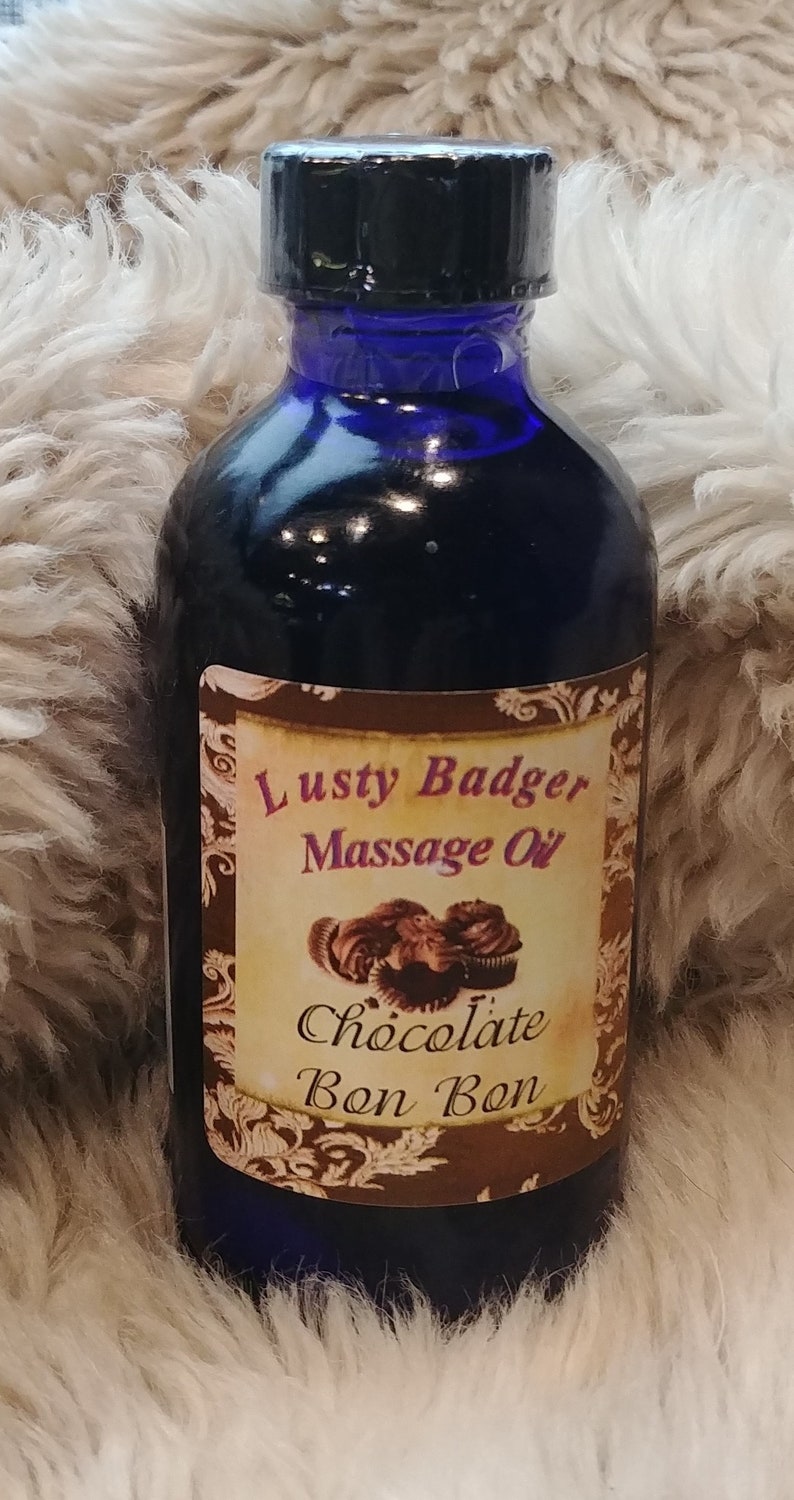 Lusty Badger
Massage Oil
Chocolate
Bon Bon